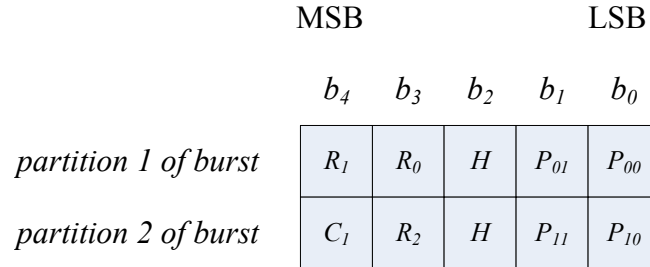 MSB LSB
b4 b3 b2 b1 b0
partition 1 of burst R1 R0 H P01 P00
partition 2 of burst C1 R2 H P11 P10